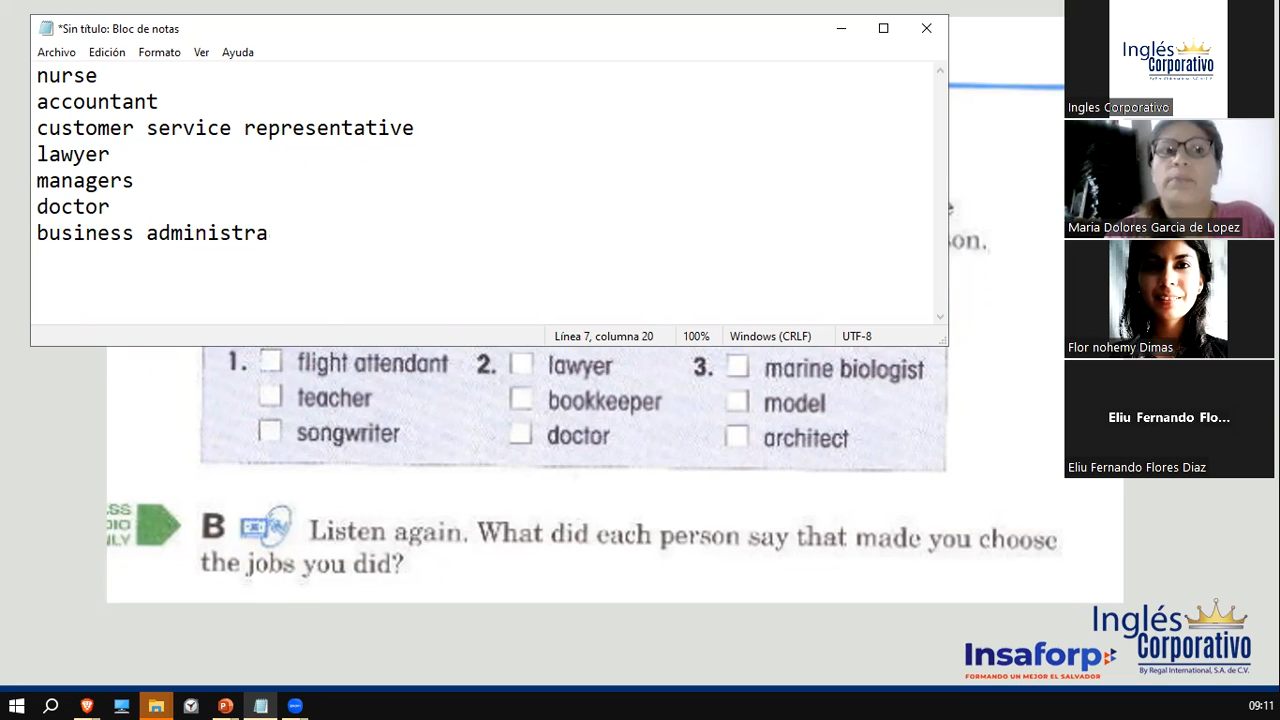 *Sin título: Bloc de notas
Archivo Edición Formato Ver Ayuda
nurse
accountant
customer service representative
lawyer
managers
doctor
business administra
Línea 7, columna 20 100% Windows (CRLF) UTF-8
son.
1. flight attendant 2. lawyer 3. marine biologist
teacher bookkeeper model
songwriter doctor architect
B Listen again. What did each person say that made you choose
the jobs you did?
Inglés
Corporativo
Ingles Corporativo
Maria Dolores Garcia de Lopez
Flor nohemy Dimas
Eliu Fernando Flo...
Eliu Fernando Flores Diaz
Insaforp
FORMANDO UN MEJOR EL SALVADOR
Inglés
Corporativo
By Regal International, S.A. de C.V.
09:11